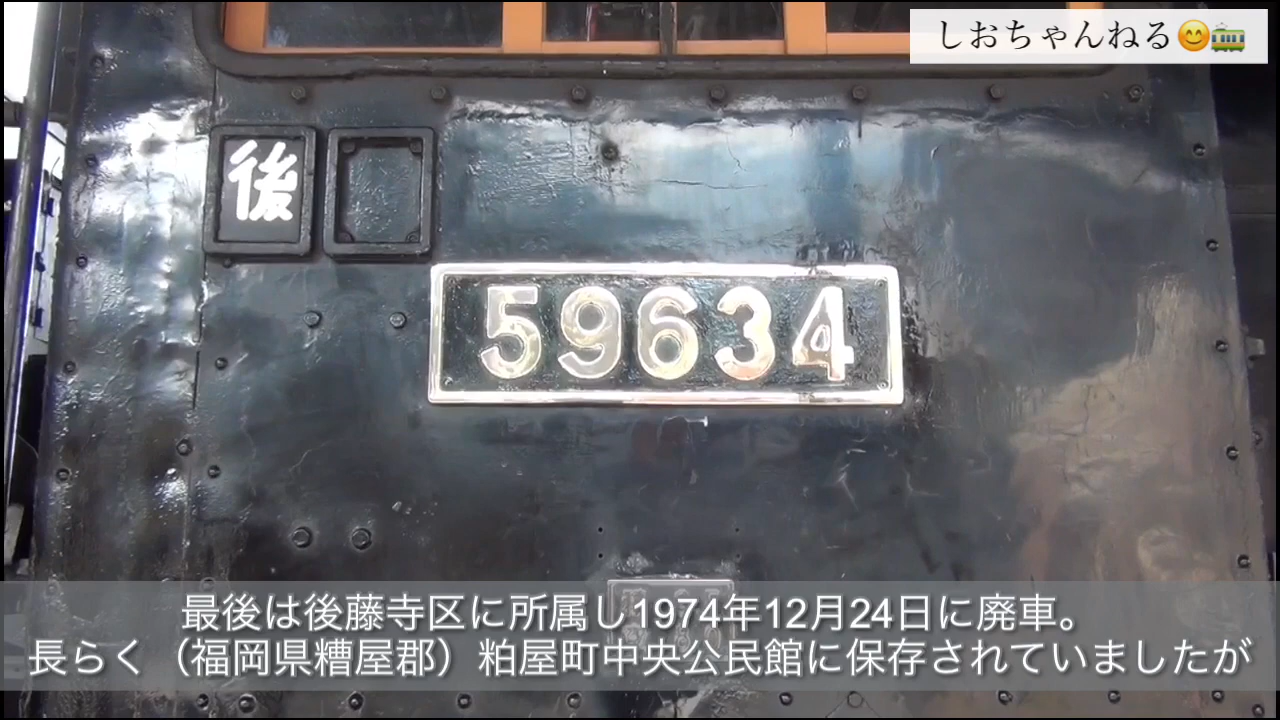 しおちゃんねる😊🚃
後
59634
最後は後藤寺区に所属し1974年12月24日に廃車。
長らく（福岡県糟屋郡）粕屋町中央公民館に保存されていましたが